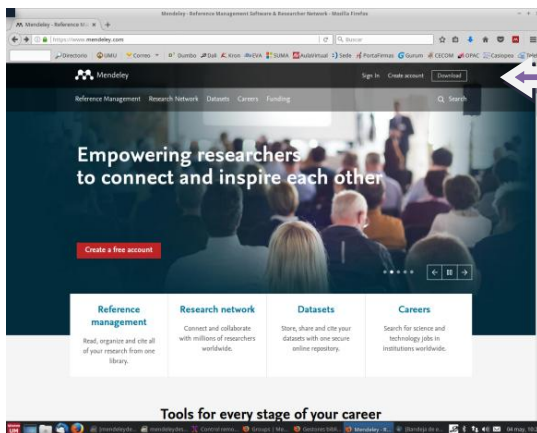 Mendeley - Reference Management Software & Researcher Network - Mozilla Firefox
https://www.mendeley.com
Buscar
Directorio UMU Correo Dumbo Dali Kron EVA SUMA AulaVirtual Sede PortaFirmas Gurum CECOM OPAC
Mendeley
Sign In Create account Download
Reference Management Research Network Datasets Careers Funding
Search
Empowering researchers
to connect and inspire each other
Create a free account
Reference
management
Read, organize and cite all
of your research from one
library.
Research network
Connect and collaborate
with millions of researchers
worldwide.
Datasets
Store, share and cite your
datasets with one secure
online repository.
Careers
Search for science and
technology jobs in
institutions worldwide.
Tools for every stage of your career